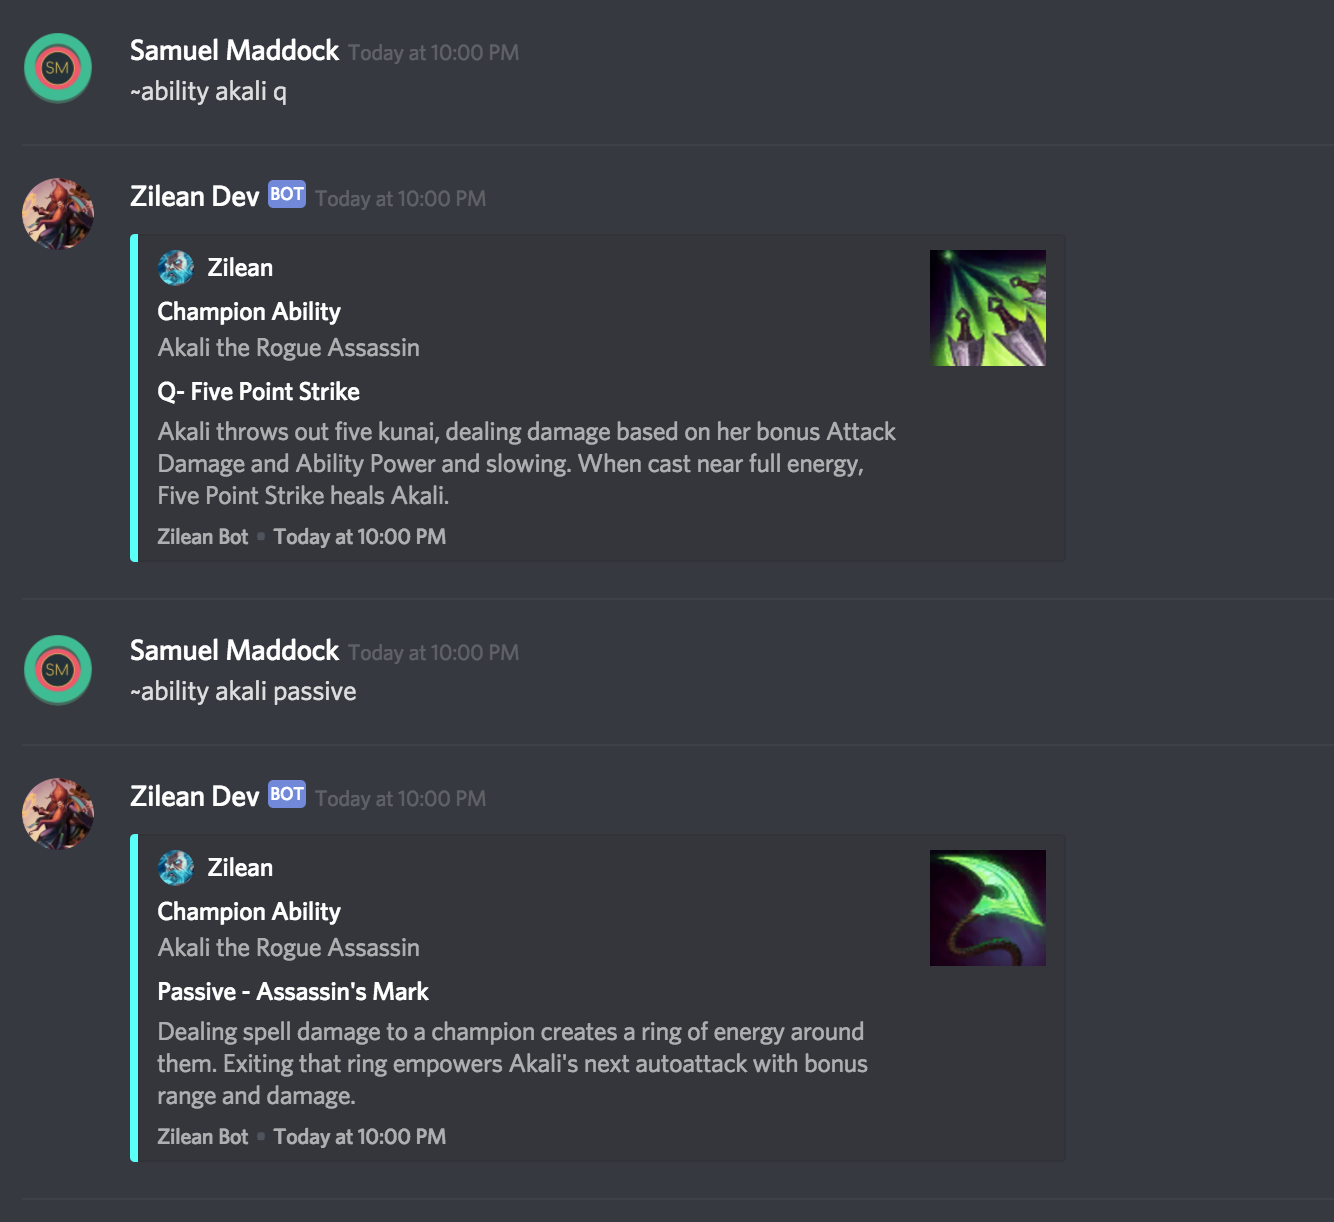 SM
Samuel Maddock Today at 10:00 PM
~ability akali q
Zilean Dev BOT Today at 10:00 PM
Zilean
Champion Ability
Akali the Rogue Assassin
Q- Five Point Strike
Akali throws out five kunai, dealing damage based on her bonus Attack
Damage and Ability Power and slowing. When cast near full energy,
Five Point Strike heals Akali.
Zilean Bot • Today at 10:00 PM
SM
Samuel Maddock Today at 10:00 PM
~ability akali passive
Zilean Dev BOT Today at 10:00 PM
Zilean
Champion Ability
Akali the Rogue Assassin
Passive - Assassin's Mark
Dealing spell damage to a champion creates a ring of energy around
them. Exiting that ring empowers Akali's next autoattack with bonus
range and damage.
Zilean Bot • Today at 10:00 PM